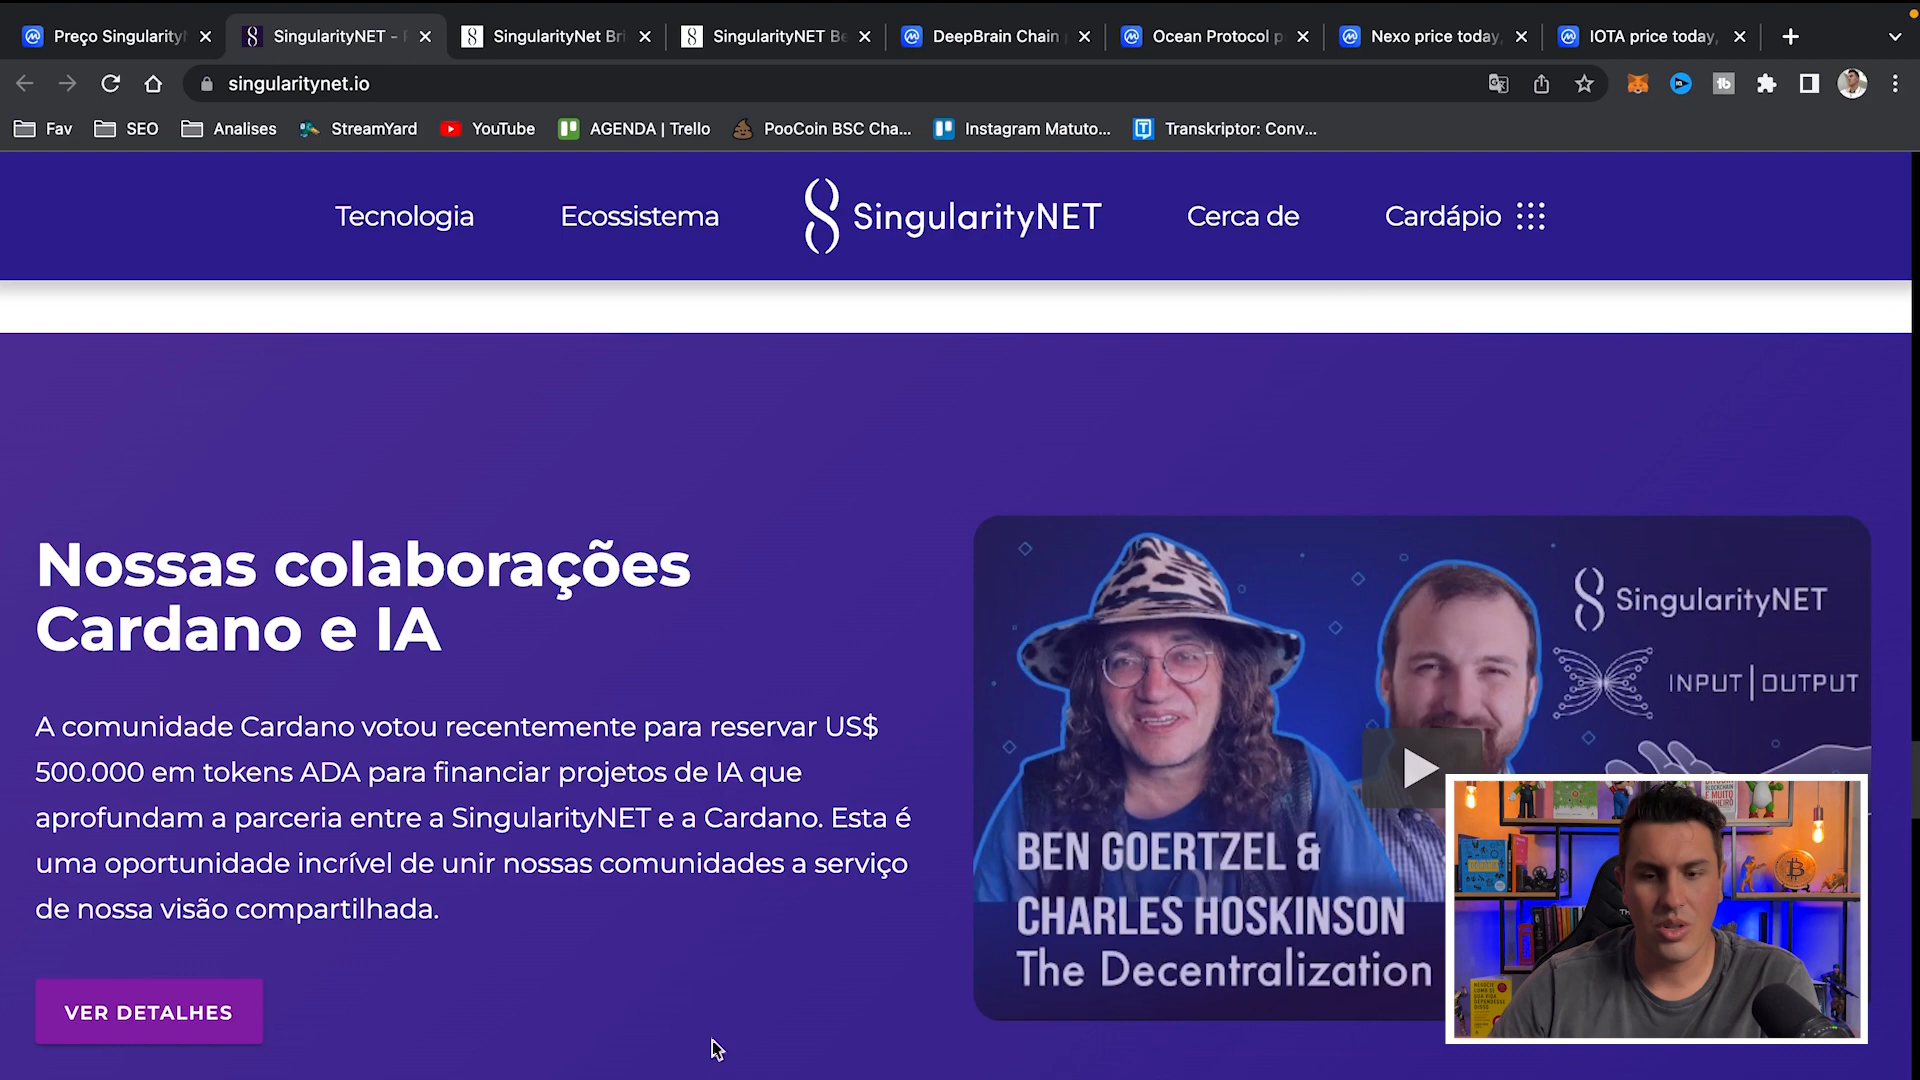 Preço Singularity
SingularityNET -
SingularityNet Bri
SingularityNET Be
DeepBrain Chain
Ocean Protocol p
Nexo price today,
IOTA price today,
singularitynet.io
Fav
SEO
Analises
StreamYard
YouTube
AGENDA | Trello
PooCoin BSC Cha...
Instagram Matuto...
Transkriptor: Conv...
Tecnologia
Ecossistema
SingularityNET
Cerca de
Cardápio
Nossas colaborações
Cardano e IA
A comunidade Cardano votou recentemente para reservar US$
500.000 em tokens ADA para financiar projetos de IA que
aprofundam a parceria entre a SingularityNET e a Cardano. Esta é
uma oportunidade incrível de unir nossas comunidades a serviço
de nossa visão compartilhada.
VER DETALHES
SingularityNET
INPUT | OUTPUT
BEN GOERTZEL &
CHARLES HOSKINSON
The Decentralization